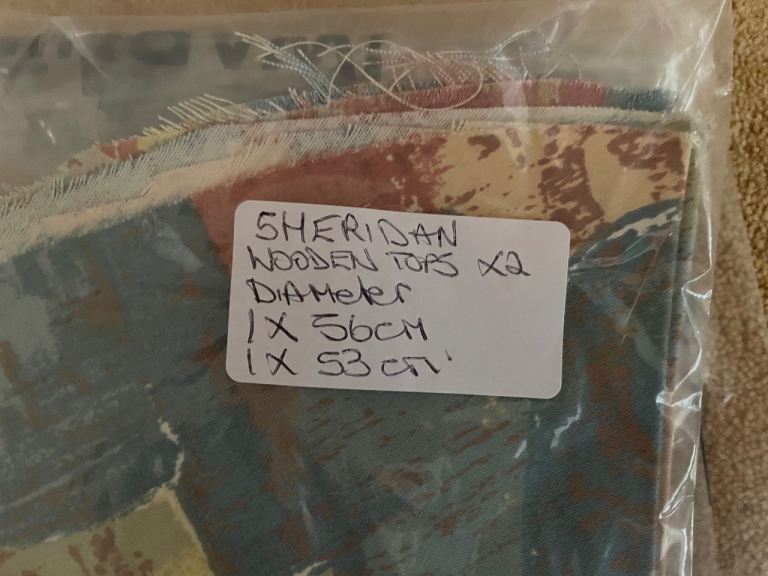 SHERIDAN
WOODEN TOPS X2
DIAMeter
1 X 56CM
1 X 53 cm